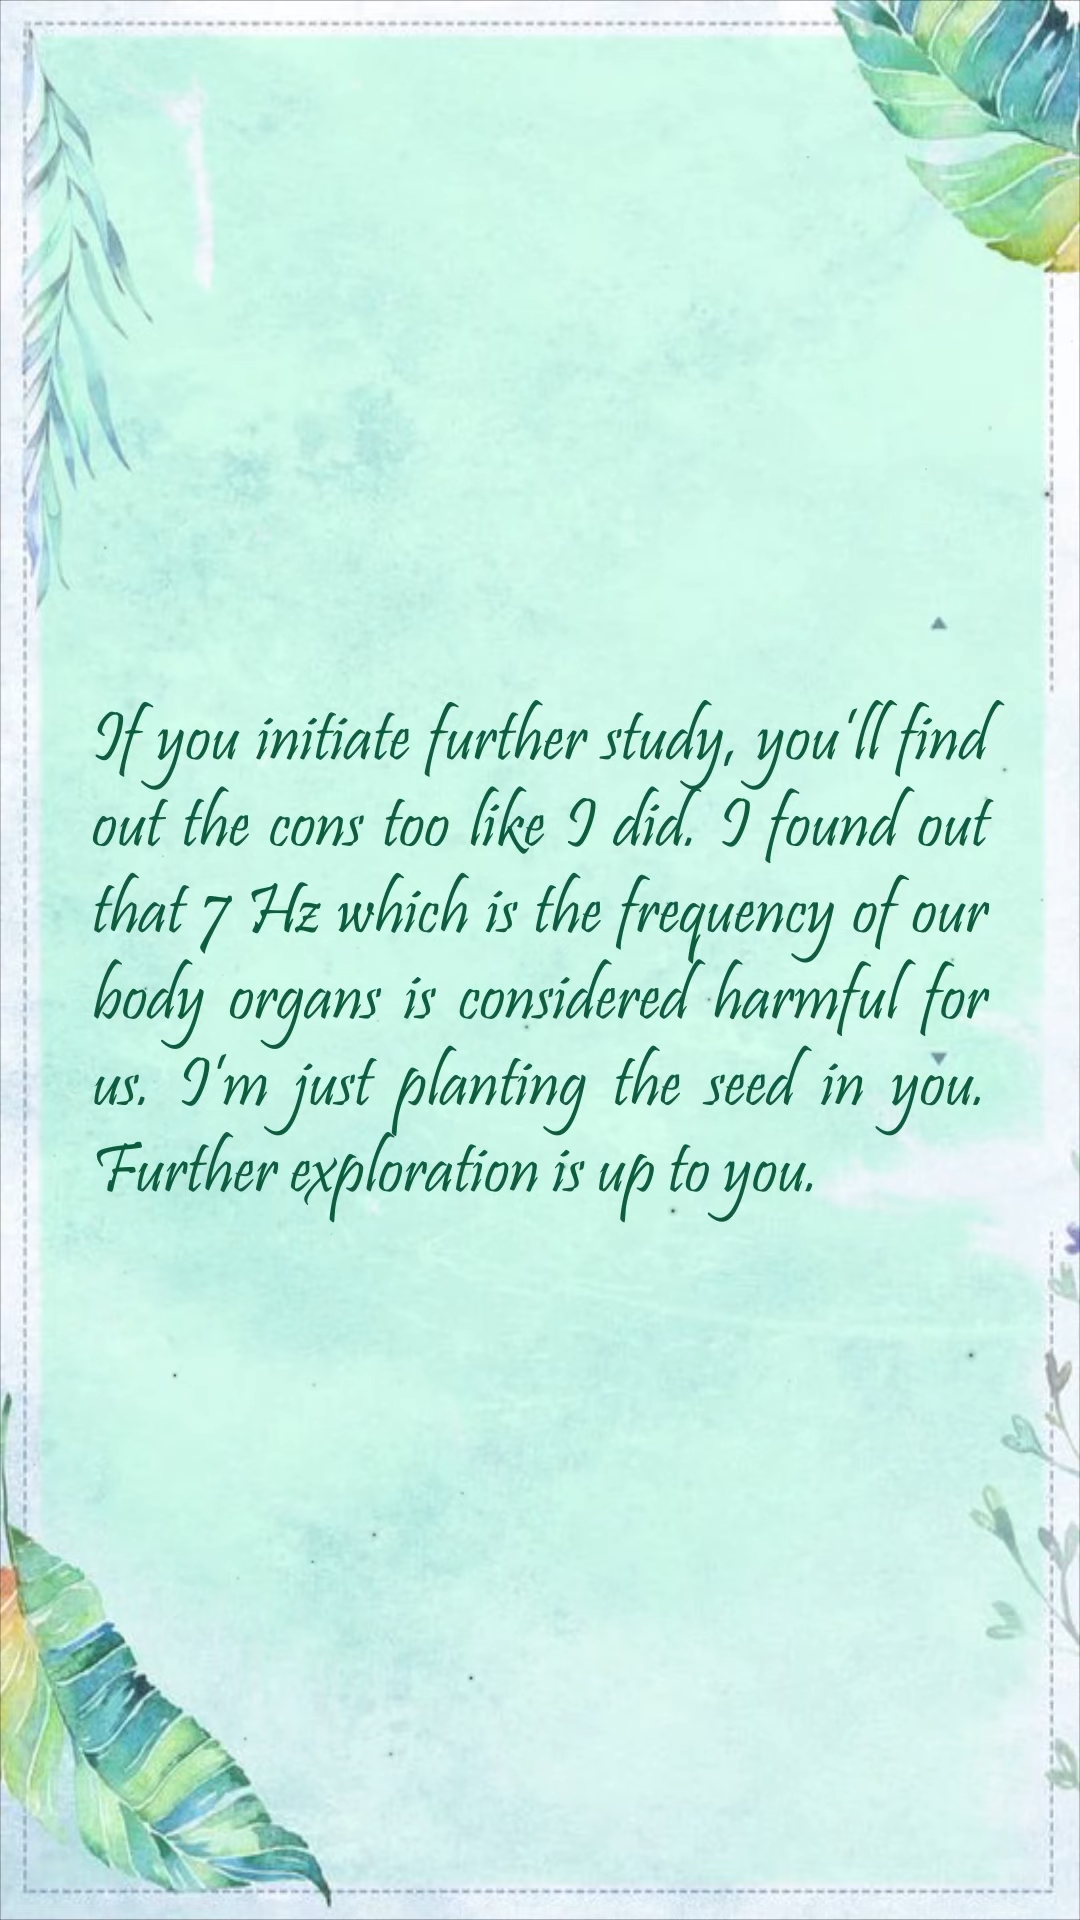 If you initiate further study, you'll find
out the cons too like I did. I found out
that 7 Hz which is the frequency of our
body organs is considered harmful for
us. I'm just planting the seed in you.
Further exploration is up to you.